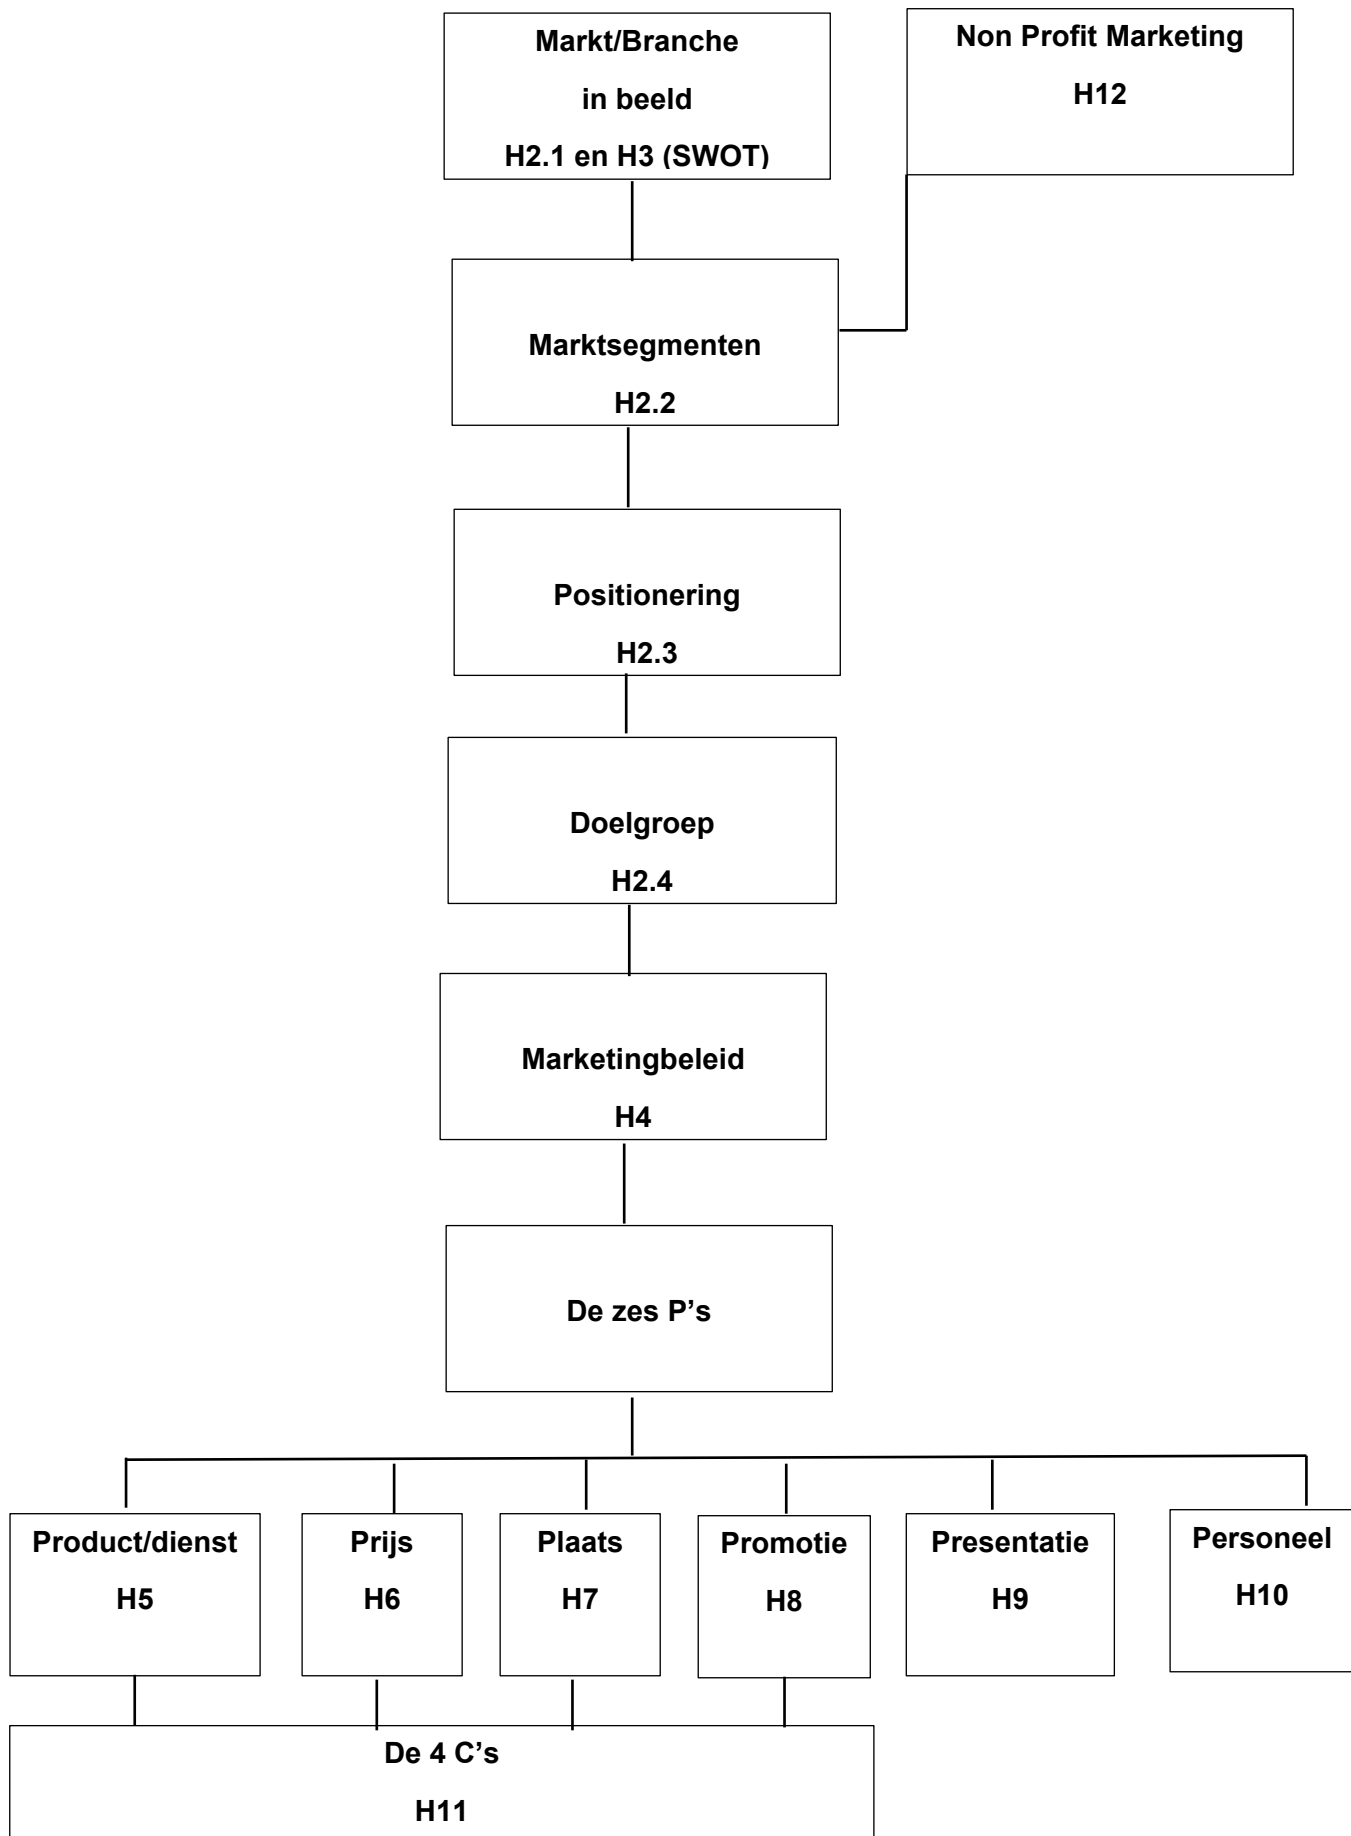 Markt/Branche
in beeld
H2.1 en H3 (SWOT)
Non Profit Marketing
H12
Marktsegmenten
H2.2
Positionering
H2.3
Doelgroep
H2.4
Marketingbeleid
H4
De zes P’s
Product/dienst
H5
Prijs
H6
Plaats
H7
Promotie
H8
Presentatie
H9
Personeel
H10
De 4 C’s
H11